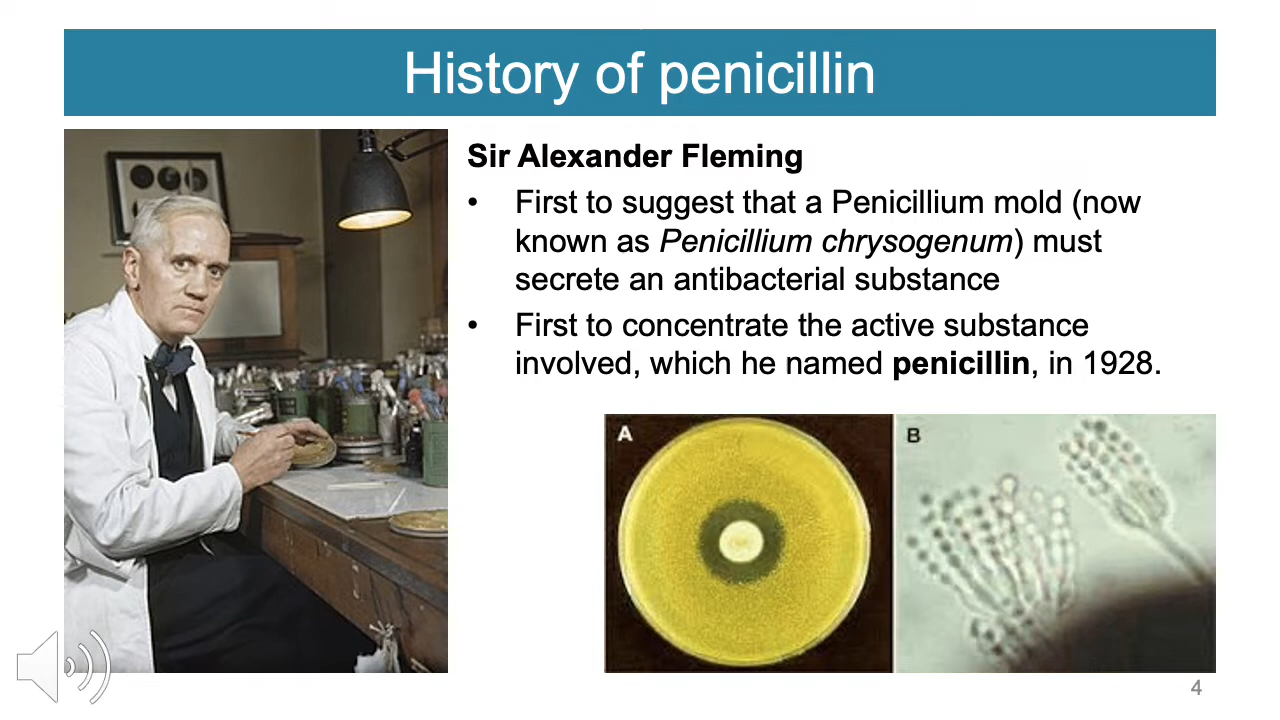 History of penicillin
Sir Alexander Fleming
• First to suggest that a Penicillium mold (now
known as Penicillium chrysogenum) must
secrete an antibacterial substance
• First to concentrate the active substance
involved, which he named penicillin, in 1928.
A
B
4